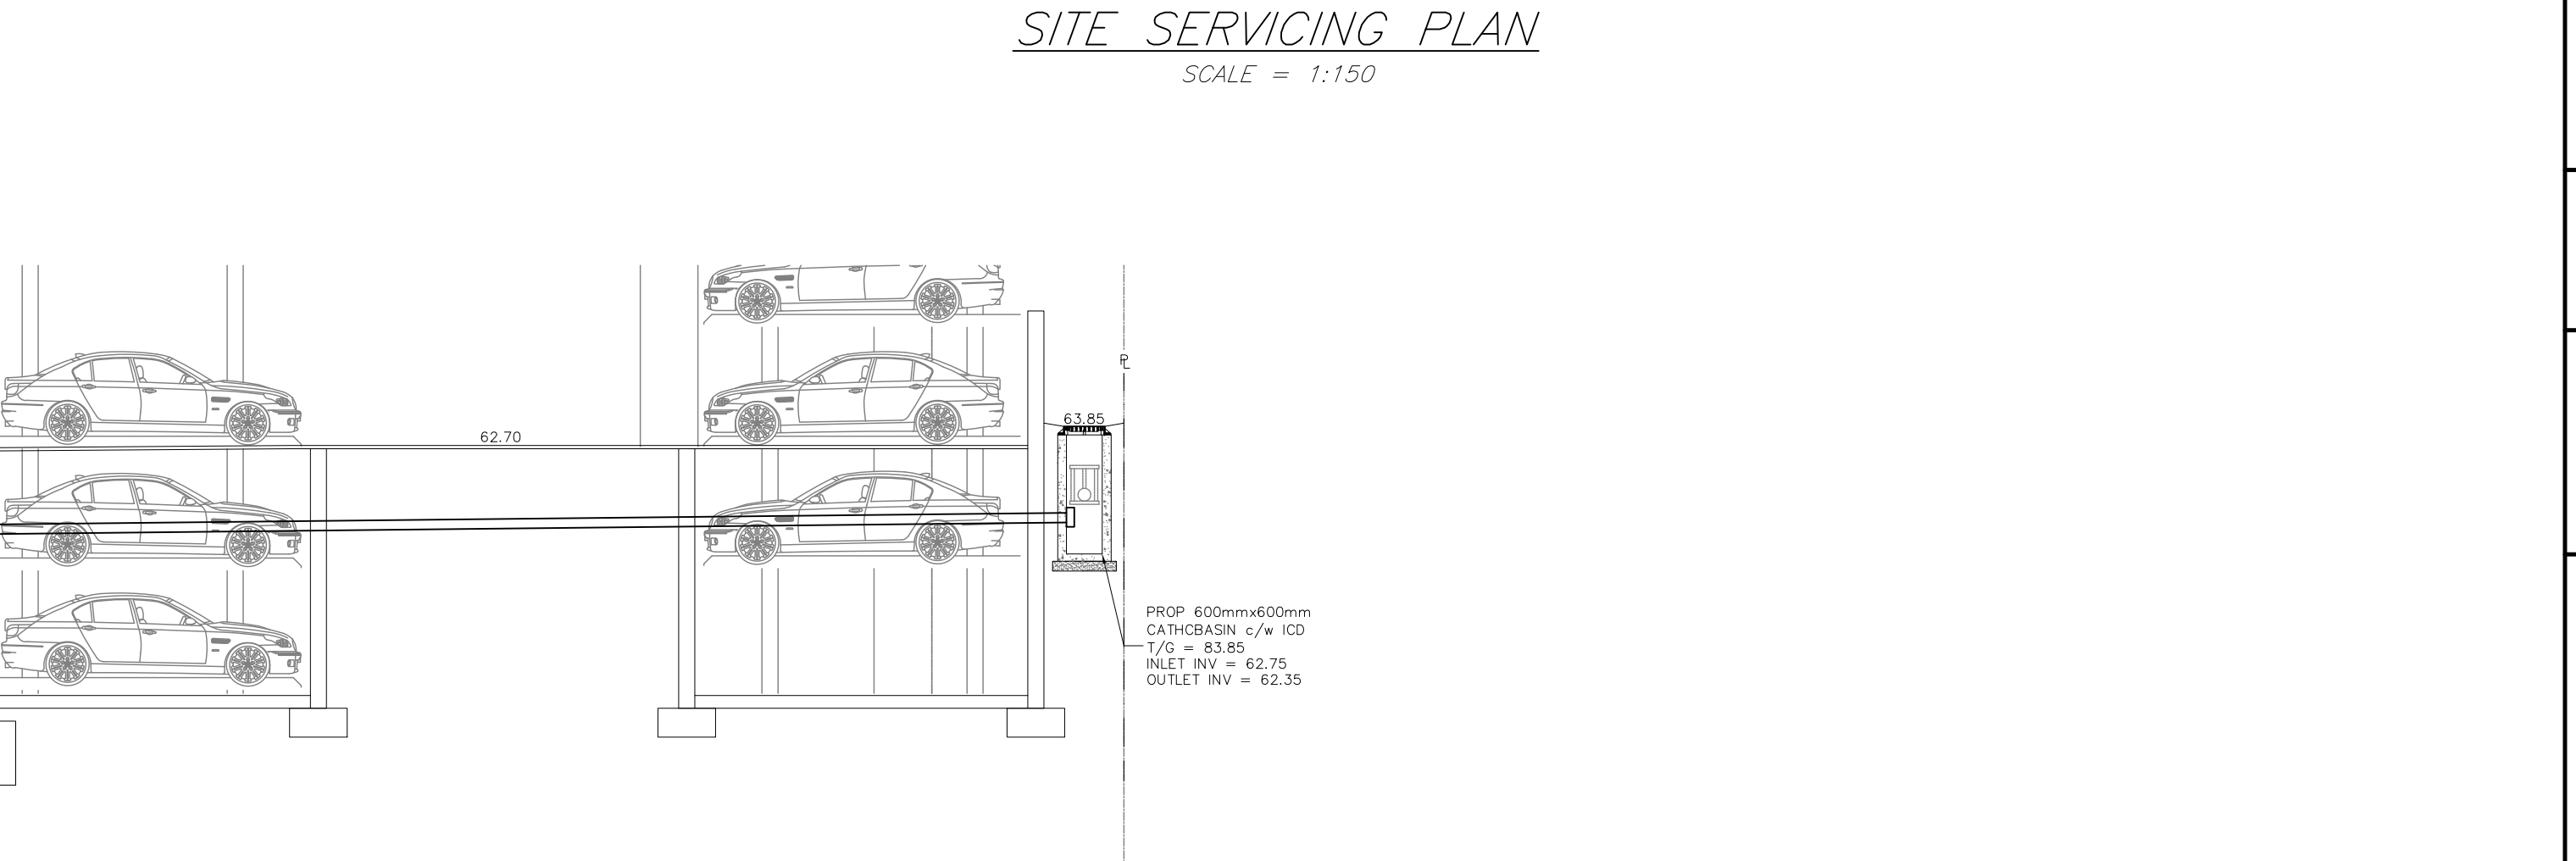 SITE SERVICING PLAN
SCALE = 1:150
PL
63.85
62.70
PROP 600mmx600mm
CATHCBASIN c/w ICD
T/G = 83.85
INLET INV = 62.75
OUTLET INV = 62.35